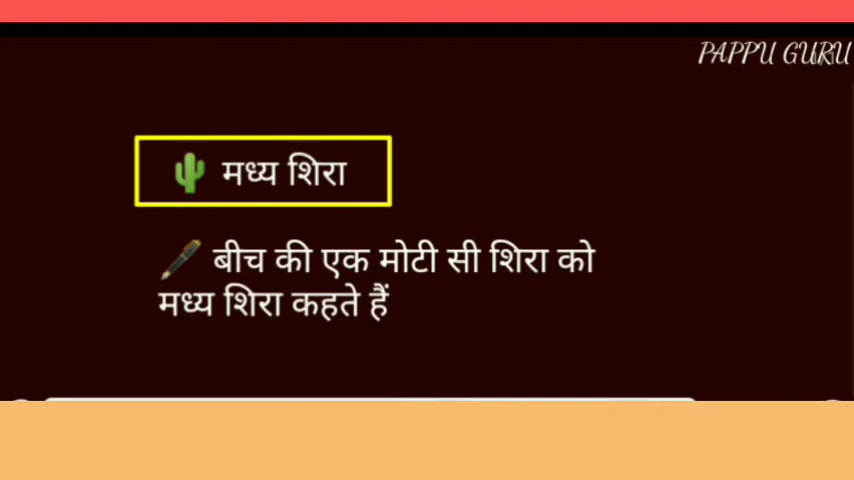 PAPPU GURU
मध्य शिरा
बीच की एक मोटी सी शिरा को
मध्य शिरा कहते हैं